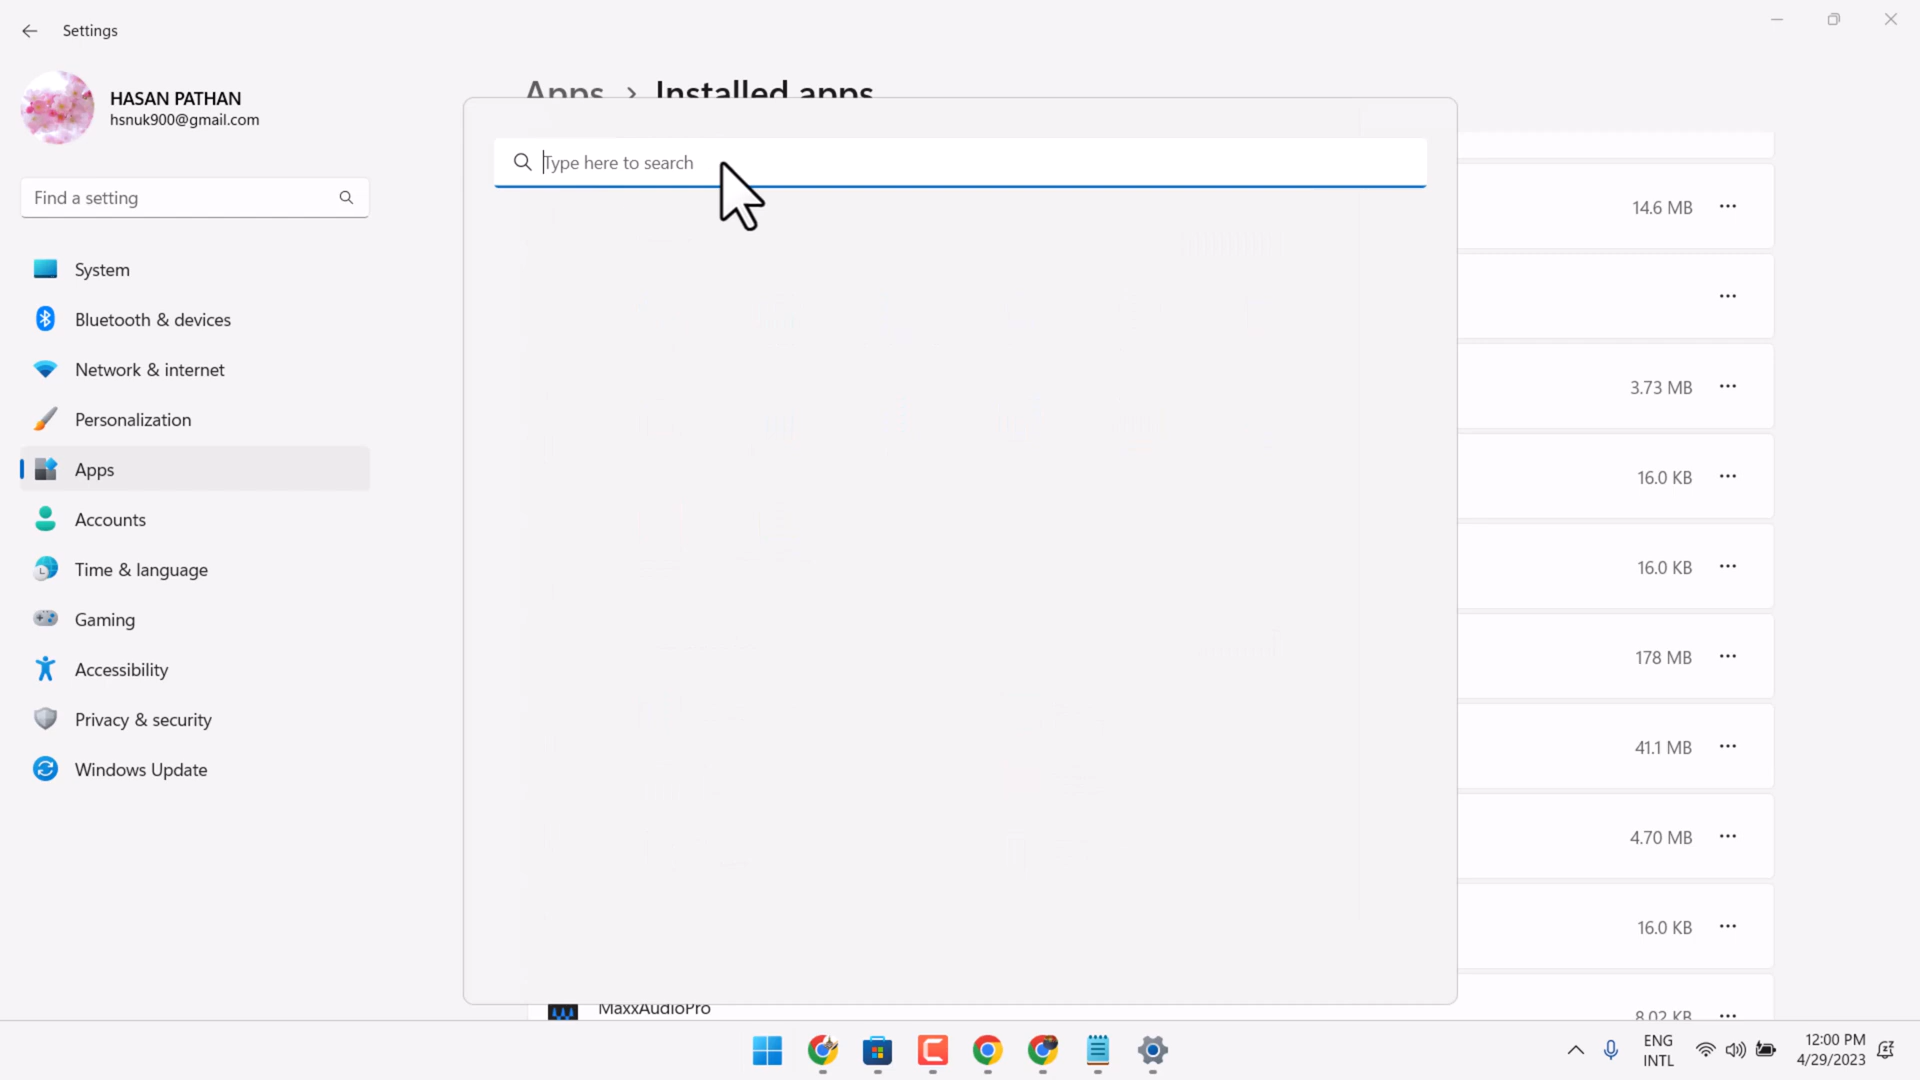 Settings
HASAN PATHAN
hsnuk900@gmail.com
Find a setting
System
Bluetooth & devices
Network & internet
Personalization
Apps
Accounts
Time & language
Gaming
Accessibility
Privacy & security
Windows Update
Apps > Installed apps
Type here to search
14.6 MB
3.73 MB
16.0 KB
16.0 KB
178 MB
41.1 MB
4.70 MB
16.0 KB
MaxxAudioPro
8.02 KB
ENG
INTL
12:00 PM
4/29/2023